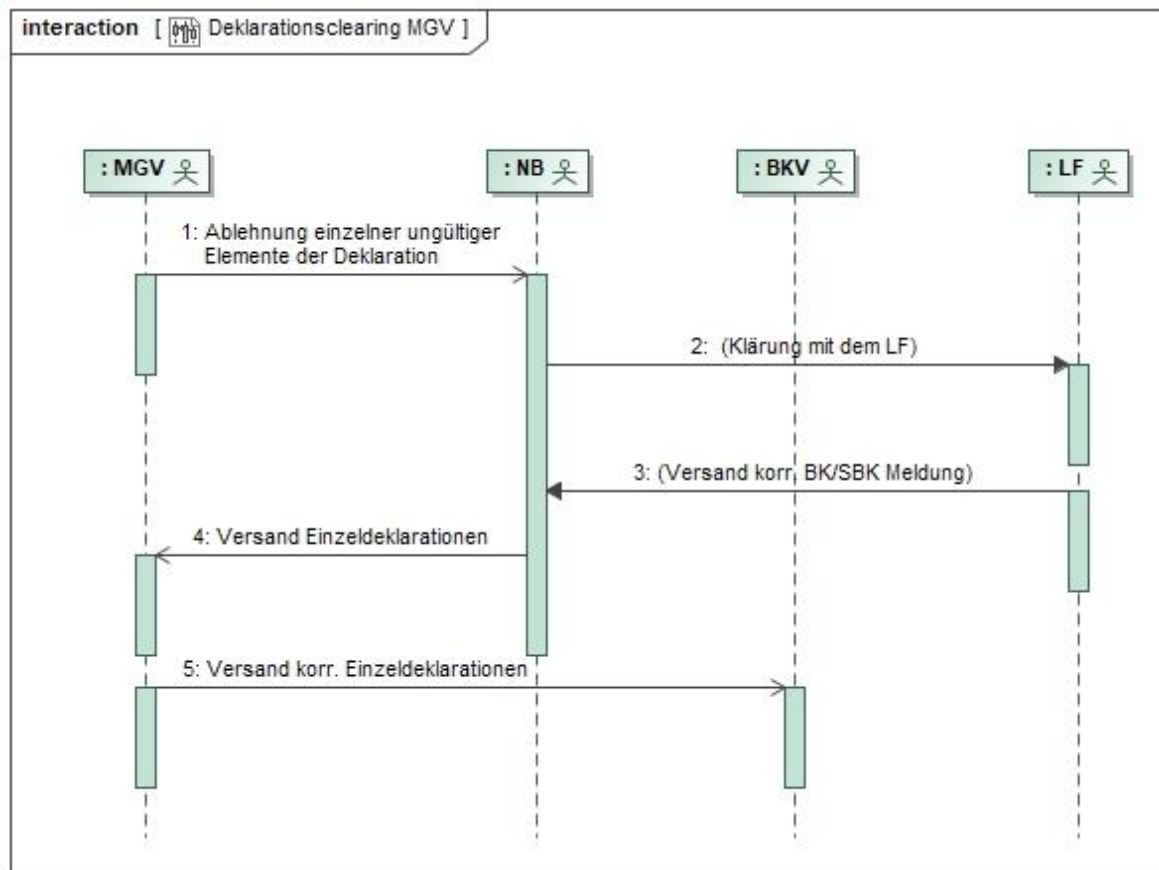 interaction [ Deklarationsclearing MGV ]
: MGV
: NB
: BKV
: LF
1: Ablehnung einzelner ungültiger
Elemente der Deklaration
2: (Klärung mit dem LF)
3: (Versand korr. BK/SBK Meldung)
4: Versand Einzeldeklarationen
5: Versand korr. Einzeldeklarationen